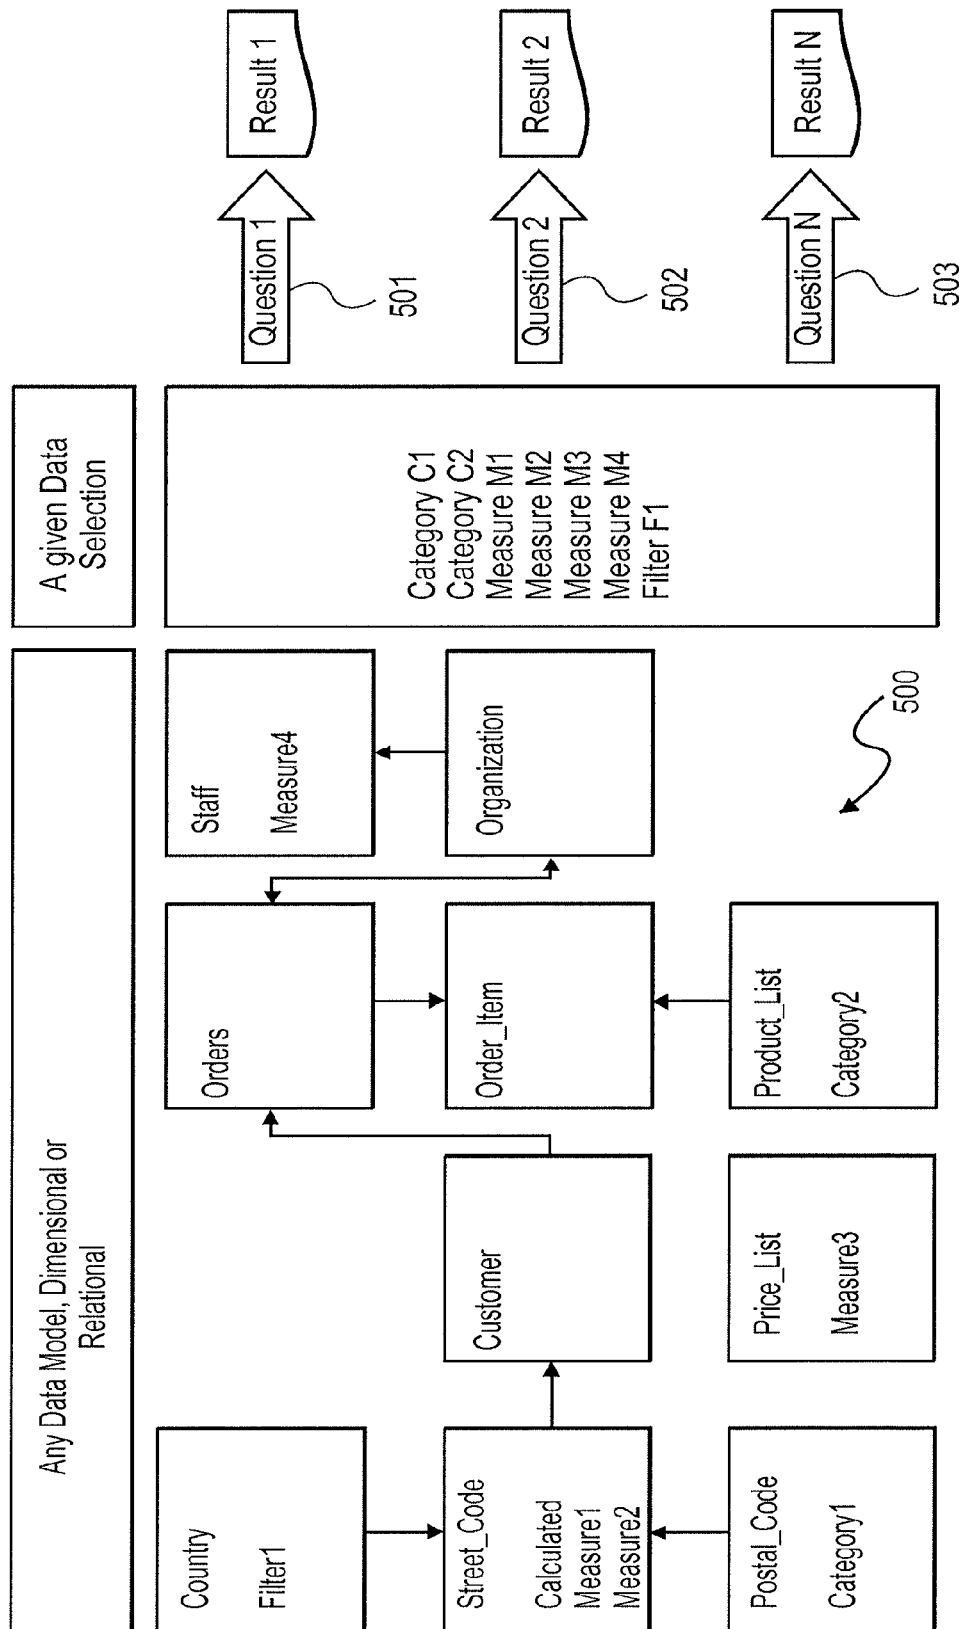 Any Data Model, Dimensional or
Relational
A given Data
Selection
Country
Filter1
Street_Code
Calculated
Measure1
Measure2
Postal_Code
Category1
Customer
Price_List
Measure3
Orders
Order_Item
Product_List
Category2
Staff
Measure4
Organization
500
Category C1
Category C2
Measure M1
Measure M2
Measure M3
Measure M4
Filter F1
Question 1
501
Result 1
Question 2
502
Result 2
Question N
503
Result N